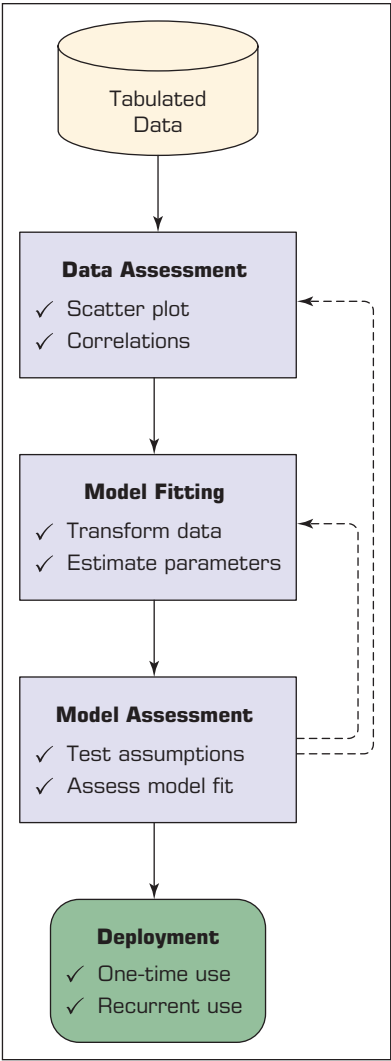 Tabulated
Data
Data Assessment
✓ Scatter plot
✓ Correlations
Model Fitting
✓ Transform data
✓ Estimate parameters
Model Assessment
✓ Test assumptions
✓ Assess model fit
Deployment
✓ One-time use
✓ Recurrent use